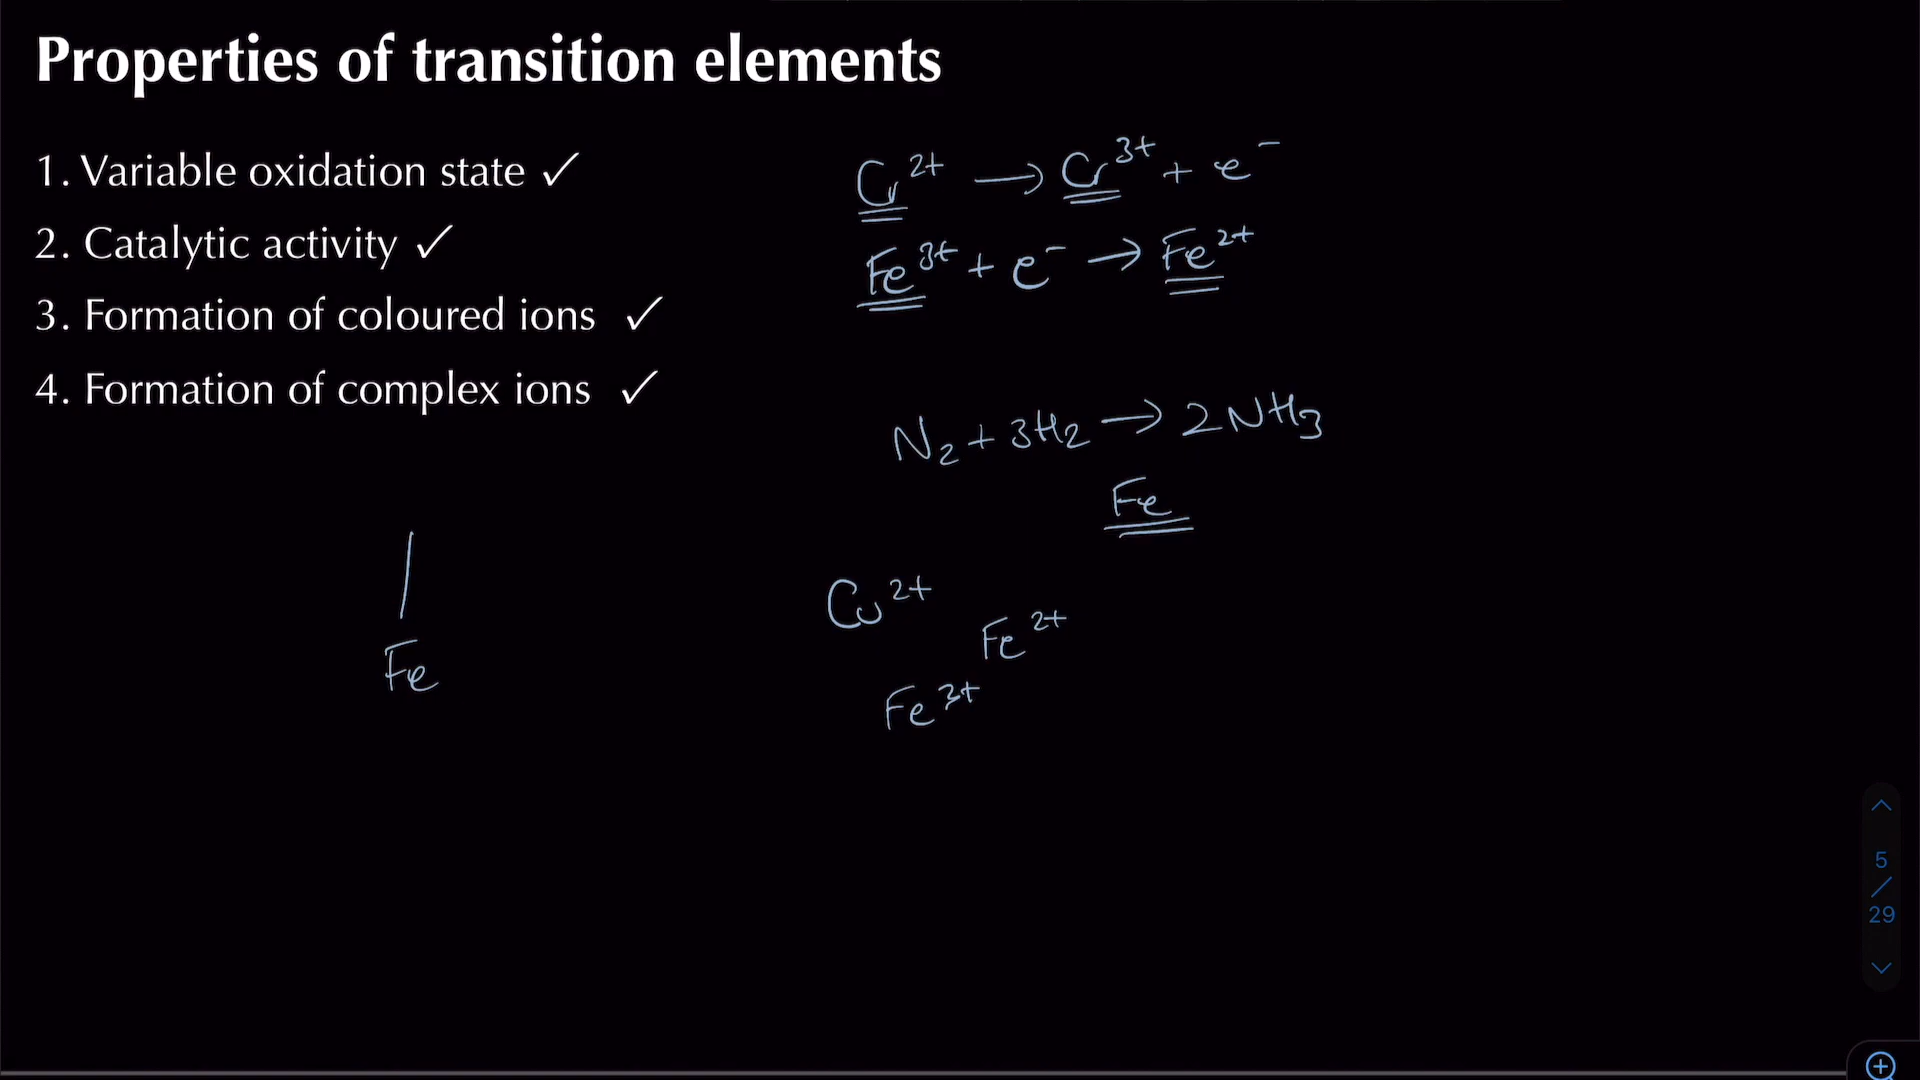 Properties of transition elements
1. Variable oxidation state ✓
2. Catalytic activity ✓
3. Formation of coloured ions ✓
4. Formation of complex ions ✓
Cr²⁺ → Cr³⁺ + e⁻
Fe³⁺ + e⁻ → Fe²⁺
N₂ + 3H₂ → 2NH₃
Fe
Cu²⁺
Fe²⁺
Fe³⁺
Fe
5
/
29